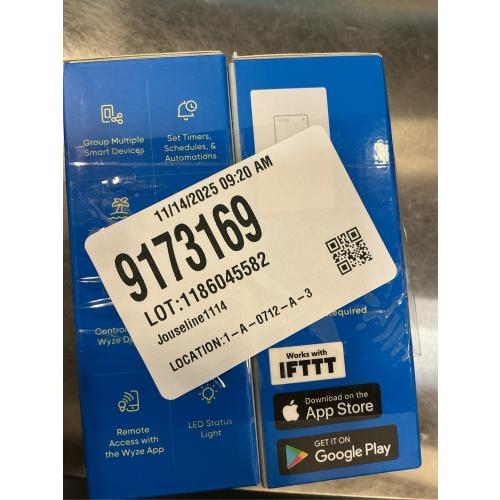 Group Multiple
Smart Devices
Set Timers,
Schedules, &
Automations
11/14/2025 09:20 AM
9173169
LOT:1186045582
Jouseline1114
LOCATION:1-A-0712-A-3
Required
Works with
IFTTT
Download on the
App Store
GET IT ON
Google Play
Remote
Access with
the Wyze App
LED Status
Light